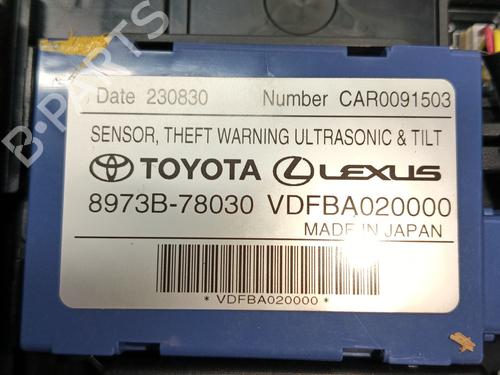 Date 230830 Number CAR0091503
SENSOR, THEFT WARNING ULTRASONIC & TILT
TOYOTA LEXUS
8973B-78030 VDFBA020000
MADE IN JAPAN
* VDFBA020000 *
B-PARTS